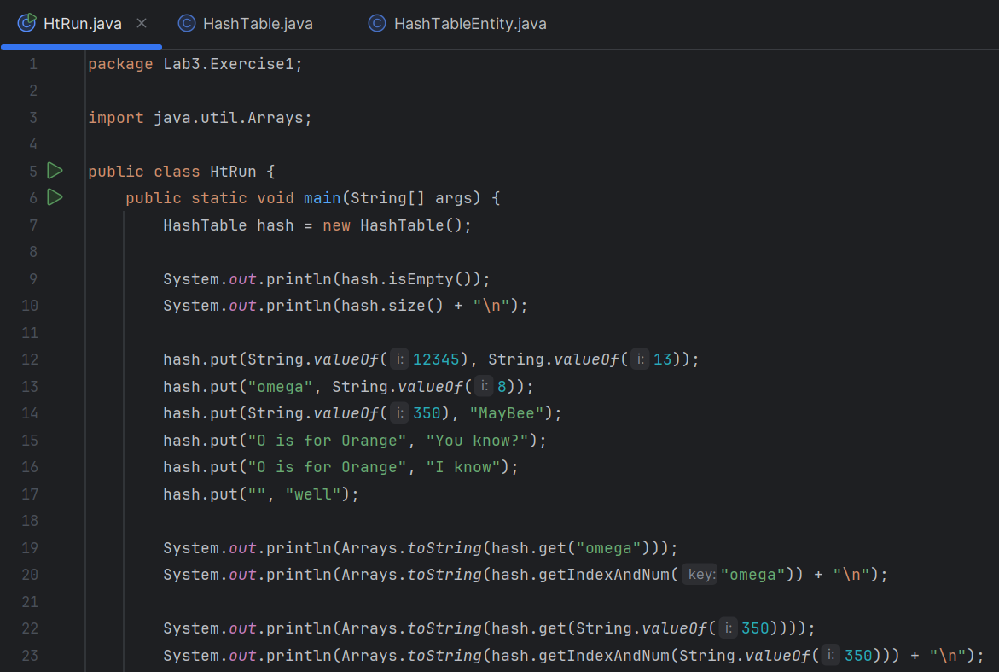 HtRun.java HashTable.java HashTableEntity.java
1 package Lab3.Exercise1;
2
3 import java.util.Arrays;
4
5 public class HtRun {
6 public static void main(String[] args) {
7 HashTable hash = new HashTable();
8
9 System.out.println(hash.isEmpty());
10 System.out.println(hash.size() + "\n");
11
12 hash.put(String.valueOf( i: 12345), String.valueOf( i: 13));
13 hash.put("omega", String.valueOf( i: 8));
14 hash.put(String.valueOf( i: 350), "MayBee");
15 hash.put("O is for Orange", "You know?");
16 hash.put("O is for Orange", "I know");
17 hash.put("", "well");
18
19 System.out.println(Arrays.toString(hash.get("omega")));
20 System.out.println(Arrays.toString(hash.getIndexAndNum( key: "omega")) + "\n");
21
22 System.out.println(Arrays.toString(hash.get(String.valueOf( i: 350))));
23 System.out.println(Arrays.toString(hash.getIndexAndNum(String.valueOf( i: 350))) + "\n");